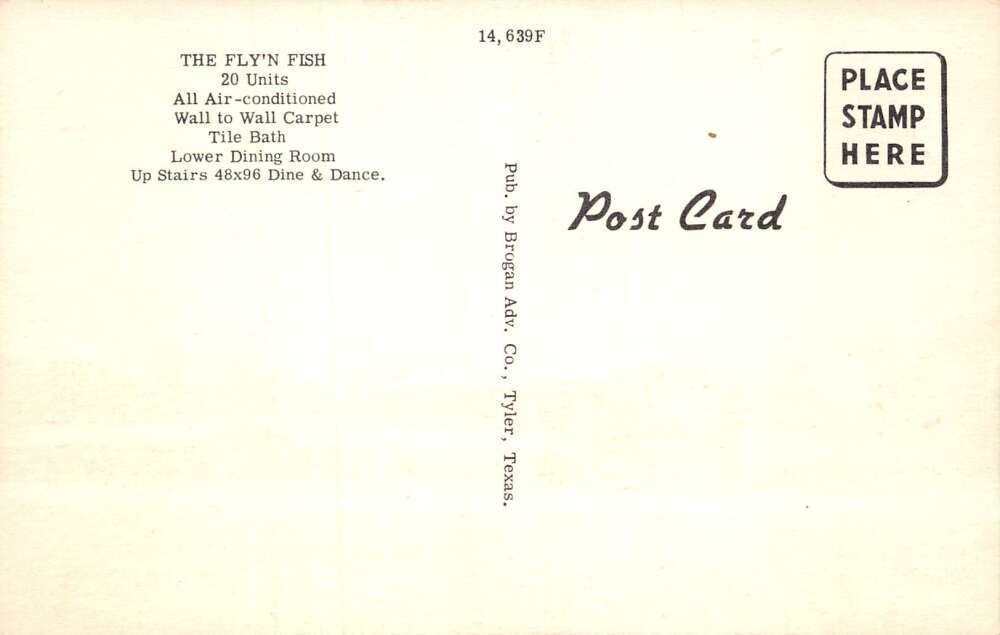 14,639F
THE FLY'N FISH
20 Units
All Air-conditioned
Wall to Wall Carpet
Tile Bath
Lower Dining Room
Up Stairs 48x96 Dine & Dance.
Pub. by Brogan Adv. Co., Tyler, Texas.
Post Card
PLACE
STAMP
HERE